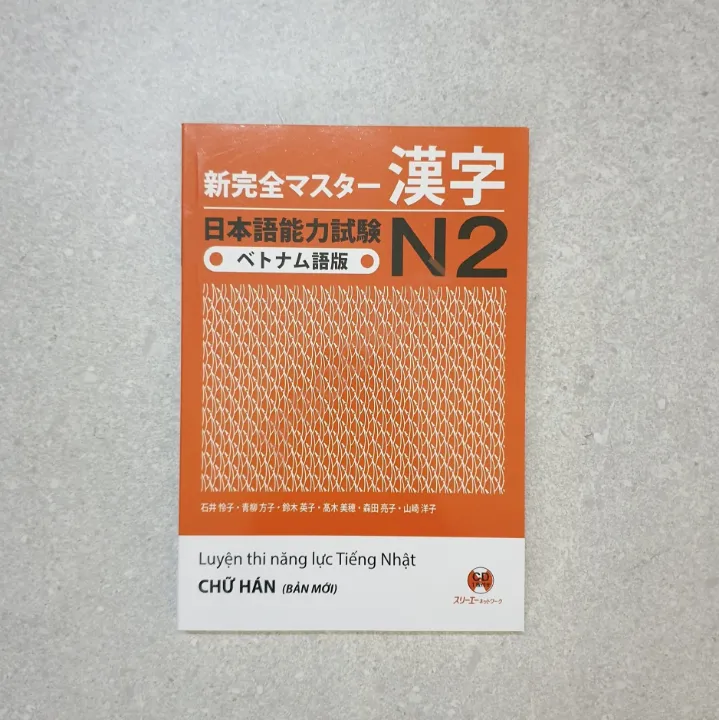 新完全マスター 漢字
日本語能力試験 N2
ベトナム語版
石井 怜子・青柳 方子・鈴木 英子・髙木 美穂・森田 亮子・山崎 洋子
Luyện thi năng lực Tiếng Nhật
CHỮ HÁN (BẢN MỚI)
CD
スリーエーネットワーク